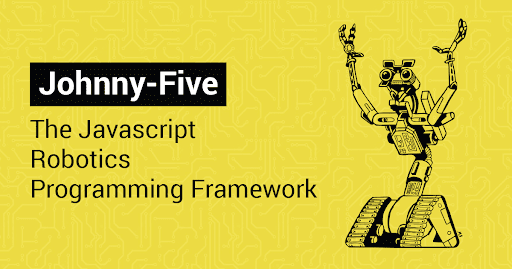 Johnny-Five
The Javascript
Robotics
Programming Framework